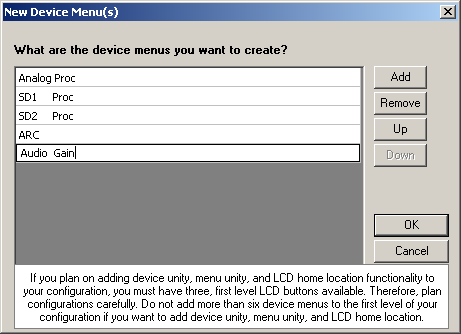 New Device Menu(s)
What are the device menus you want to create?
Analog Proc
SD1 Proc
SD2 Proc
ARC
Audio Gain
Add
Remove
Up
Down
OK
Cancel
If you plan on adding device unity, menu unity, and LCD home location functionality to
your configuration, you must have three, first level LCD buttons available. Therefore, plan
configurations carefully. Do not add more than six device menus to the first level of your
configuration if you want to add device unity, menu unity, and LCD home location.